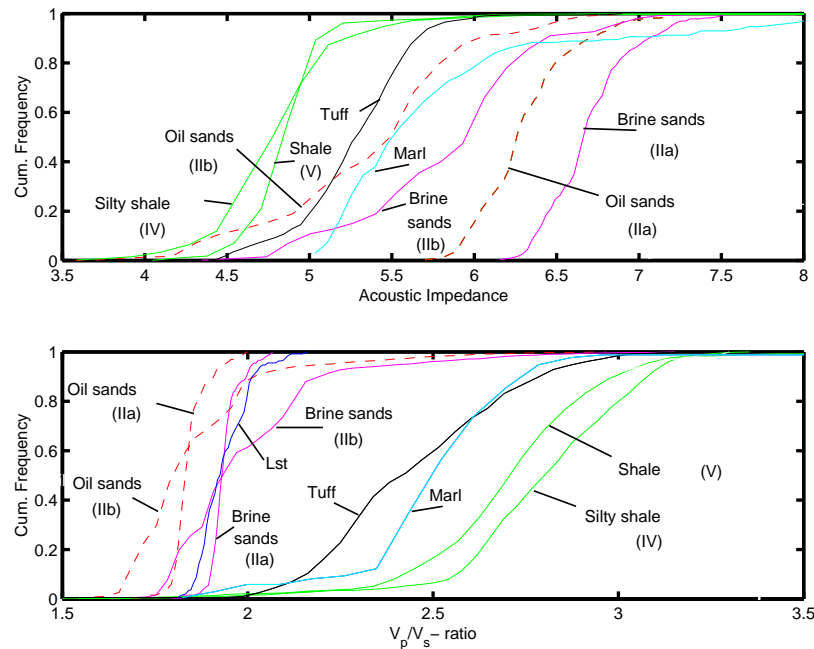 Cum. Frequency
1
0.8
0.6
0.4
0.2
0
3.5
4
4.5
5
5.5
6
6.5
7
7.5
8
Acoustic Impedance
Oil sands
(IIb)
Silty shale
(IV)
Shale
(V)
Tuff
Marl
Brine
sands
(IIb)
Brine sands
(IIa)
Oil sands
(IIa)
Cum. Frequency
1
0.8
0.6
0.4
0.2
0
1.5
2
2.5
3
3.5
Vp/Vs− ratio
Oil sands
(IIa)
Oil sands
(IIb)
Brine sands
(IIb)
Lst
Brine
sands
(IIa)
Tuff
Marl
Shale (V)
Silty shale
(IV)